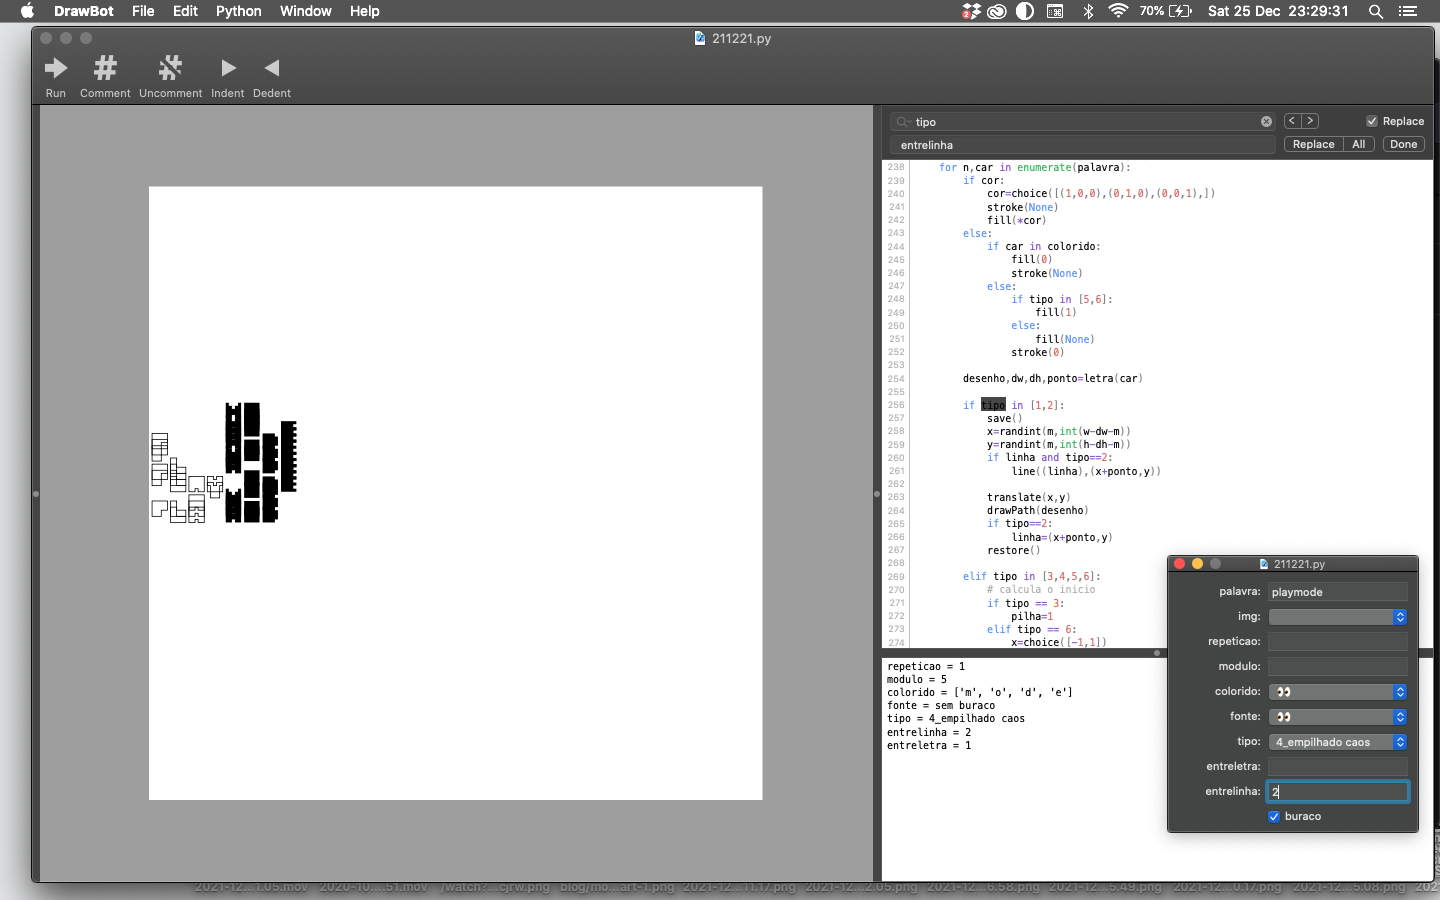 DrawBot File Edit Python Window Help 2 70% Sat 25 Dec 23:29:31
211221.py
Run Comment Uncomment Indent Dedent
tipo < > Replace
entrelinha Replace All Done
238 for n,car in enumerate(palavra):
239 if cor:
240 cor=choice([(1,0,0),(0,1,0),(0,0,1),])
241 stroke(None)
242 fill(*cor)
243 else:
244 if car in colorido:
245 fill(0)
246 stroke(None)
247 else:
248 if tipo in [5,6]:
249 fill(1)
250 else:
251 fill(None)
252 stroke(0)
253
254 desenho,dw,dh,ponto=letra(car)
255
256 if tipo in [1,2]:
257 save()
258 x=randint(m,int(w-dw-m))
259 y=randint(m,int(h-dh-m))
260 if linha and tipo==2:
261 line((linha),(x+ponto,y))
262
263 translate(x,y)
264 drawPath(desenho)
265 if tipo==2:
266 linha=(x+ponto,y)
267 restore()
268
269 elif tipo in [3,4,5,6]:
270 # calcula o inicio
271 if tipo == 3:
272 pilha=1
273 elif tipo == 6:
274 x=choice([-1,1])
repeticao = 1
modulo = 5
colorido = ['m', 'o', 'd', 'e']
fonte = sem buraco
tipo = 4_empilhado caos
entrelinha = 2
entreletra = 1
211221.py
palavra: playmode
img:
repeticao:
modulo:
colorido: 👀
fonte: 👀
tipo: 4_empilhado caos
entreletra:
entrelinha: 2
buraco
2021-12...1.05.mov 2020-10....51.mov /watch?...cjrw.png blog/mo...art-1.png 2021-12...11.17.png 2021-12...2.05.png 2021-12...6.58.png 2021-12...5.49.png 2021-12...0.17.png 2021-12...5.08.png 202